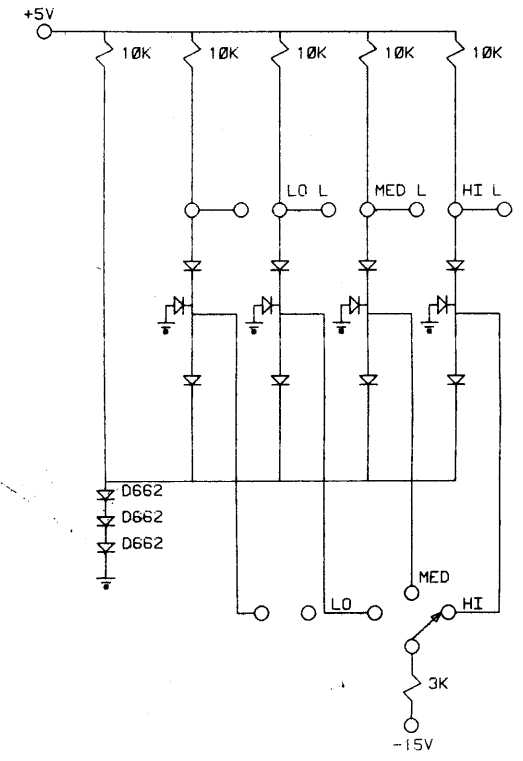 +5V
10K 10K 10K 10K 10K
LO L MED L HI L
D662
D662
D662
MED
LO HI
3K
-15V